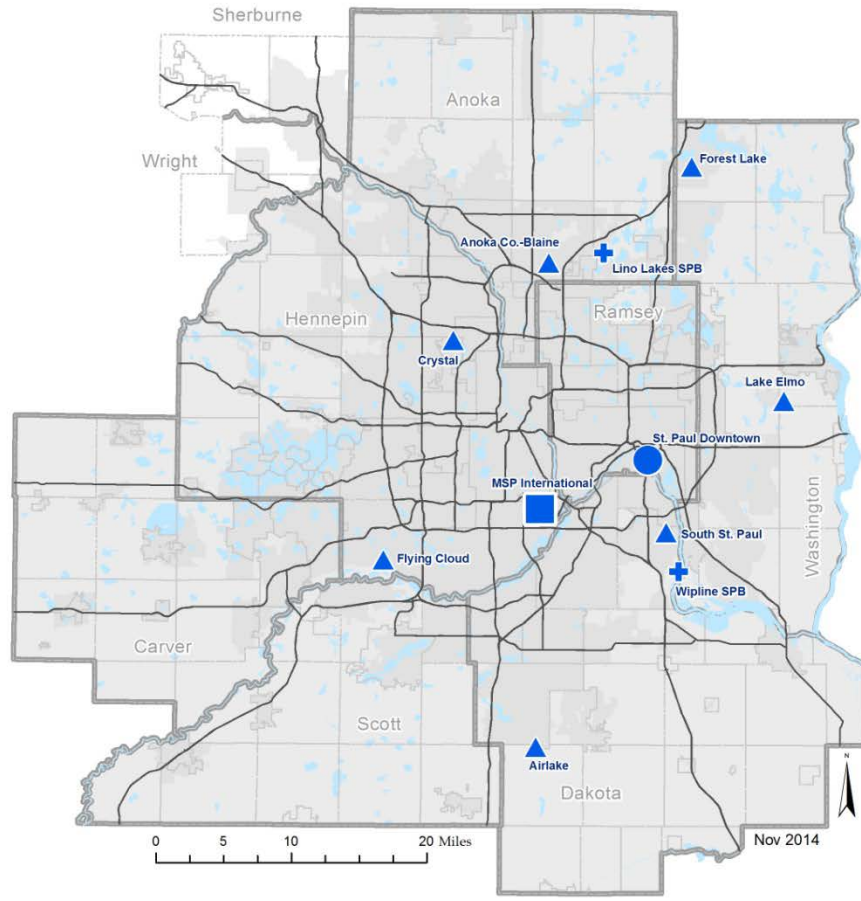 Sherburne
Anoka
Wright
Forest Lake
Anoka Co.-Blaine
Lino Lakes SPB
Hennepin
Ramsey
Crystal
Lake Elmo
St. Paul Downtown
MSP International
South St. Paul
Washington
Flying Cloud
Wipline SPB
Carver
Scott
Airlake
Dakota
N
Nov 2014
0 5 10 20 Miles